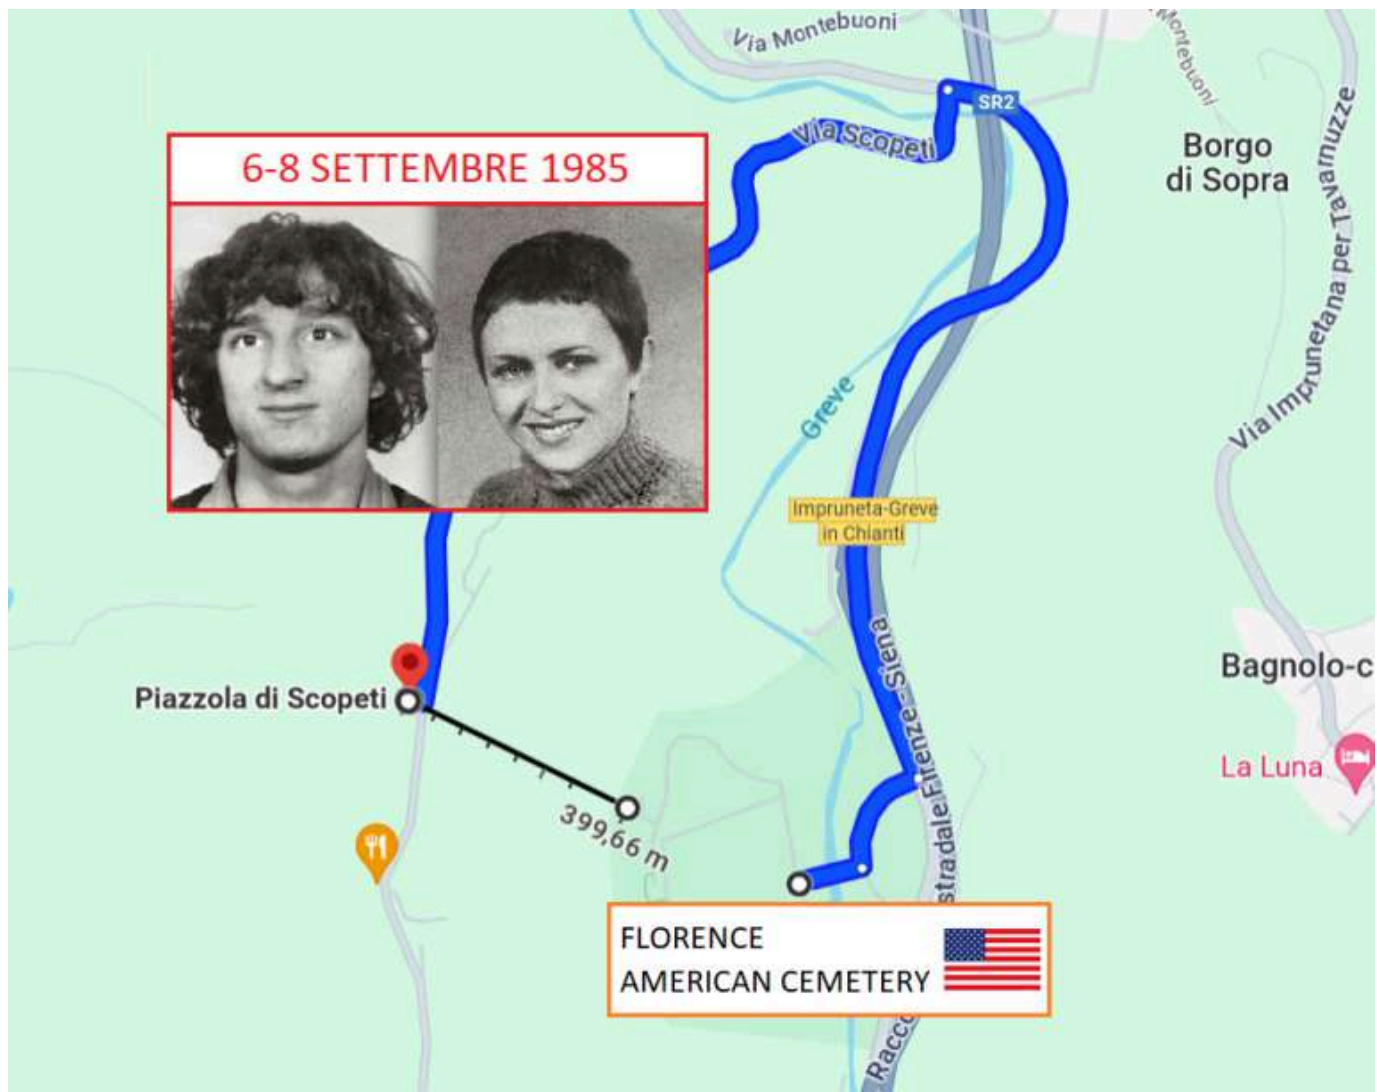 Via Montebuoni
Montebuoni
SR2
Via Scopeti
6-8 SETTEMBRE 1985
Borgo
di Sopra
Via Imprunetana per Tavarnuzze
Greve
Impruneta-Greve
in Chianti
Piazzola di Scopeti
399,66 m
Bagnolo-c
La Luna
Racco
stradale Firenze - Siena
FLORENCE
AMERICAN CEMETERY